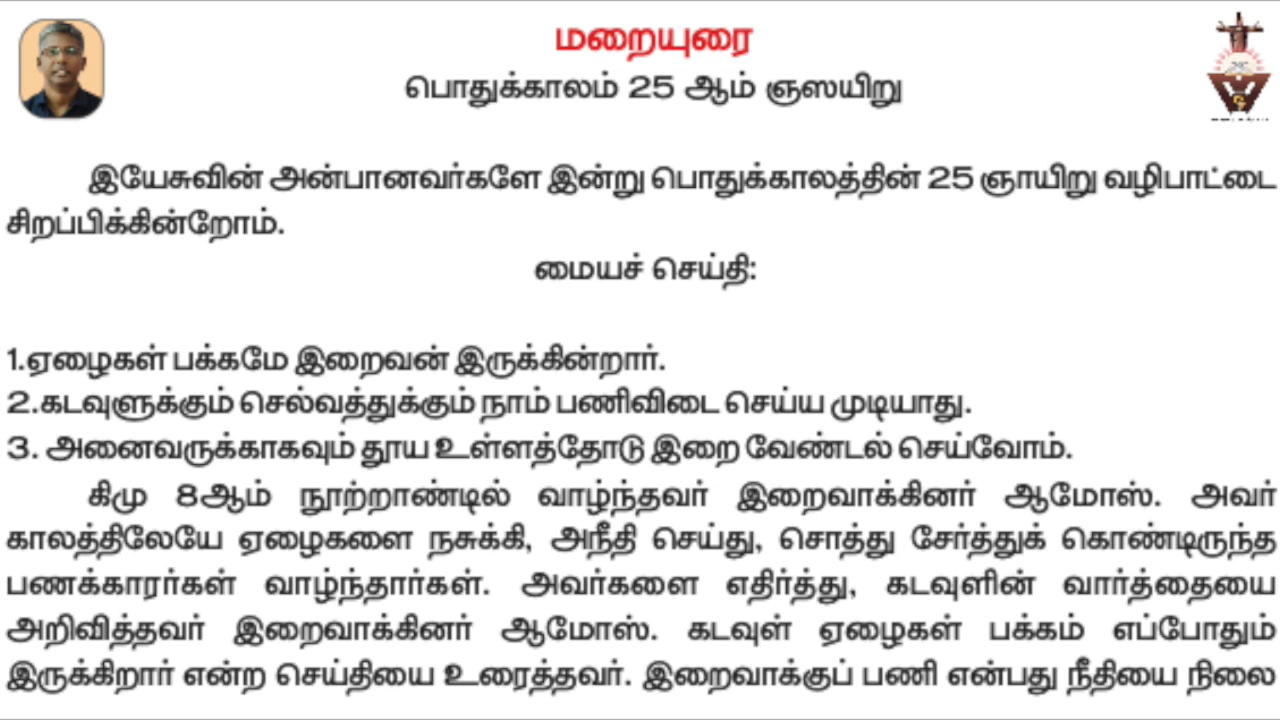 மறையுரை
பொதுக்காலம் 25 ஆம் ஞஸயிறு
இயேசுவின் அன்பானவர்களே இன்று பொதுக்காலத்தின் 25 ஞாயிறு வழிபாட்டை
சிறப்பிக்கின்றோம்.
மையச் செய்தி:
1.ஏழைகள் பக்கமே இறைவன் இருக்கின்றார்.
2.கடவுளுக்கும் செல்வத்துக்கும் நாம் பணிவிடை செய்ய முடியாது.
3. அனைவருக்காகவும் தூய உள்ளத்தோடு இறை வேண்டல் செய்வோம்.
கிமு 8ஆம் நூற்றாண்டில் வாழ்ந்தவர் இறைவாக்கினர் ஆமோஸ். அவர்
காலத்திலேயே ஏழைகளை நசுக்கி, அநீதி செய்து, சொத்து சேர்த்துக் கொண்டிருந்த
பணக்காரர்கள் வாழ்ந்தார்கள். அவர்களை எதிர்த்து, கடவுளின் வார்த்தையை
அறிவித்தவர் இறைவாக்கினர் ஆமோஸ். கடவுள் ஏழைகள் பக்கம் எப்போதும்
இருக்கிறார் என்ற செய்தியை உரைத்தவர். இறைவாக்குப் பணி என்பது நீதியை நிலை